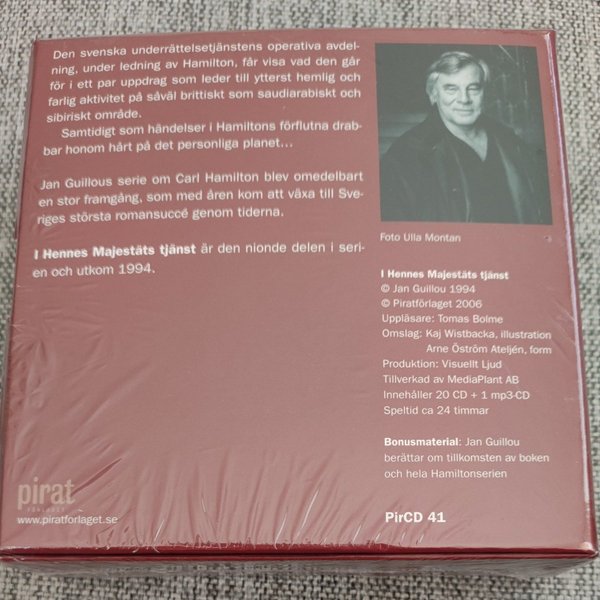 Den svenska underrättelsetjänstens operativa avdel-
ning, under ledning av Hamilton, får visa vad den går
för i ett par uppdrag som leder till ytterst hemlig och
farlig aktivitet på såväl brittiskt som saudiarabiskt och
sibiriskt område.
Samtidigt som händelser i Hamiltons förflutna drab-
bar honom hårt på det personliga planet...
Jan Guillous serie om Carl Hamilton blev omedelbart
en stor framgång, som med åren kom att växa till Sve-
riges största romansuccé genom tiderna.
I Hennes Majestäts tjänst är den nionde delen i seri-
en och utkom 1994.
Foto Ulla Montan
I Hennes Majestäts tjänst
© Jan Guillou 1994
© Piratförlaget 2006
Uppläsare: Tomas Bolme
Omslag: Kaj Wistbacka, illustration
Arne Öström Ateljén, form
Produktion: Visuellt Ljud
Tillverkad av MediaPlant AB
Innehåller 20 CD + 1 mp3-CD
Speltid ca 24 timmar
Bonusmaterial: Jan Guillou
berättar om tillkomsten av boken
och hela Hamiltonserien
PirCD 41
pirat
FÖRLAGET
www.piratforlaget.se